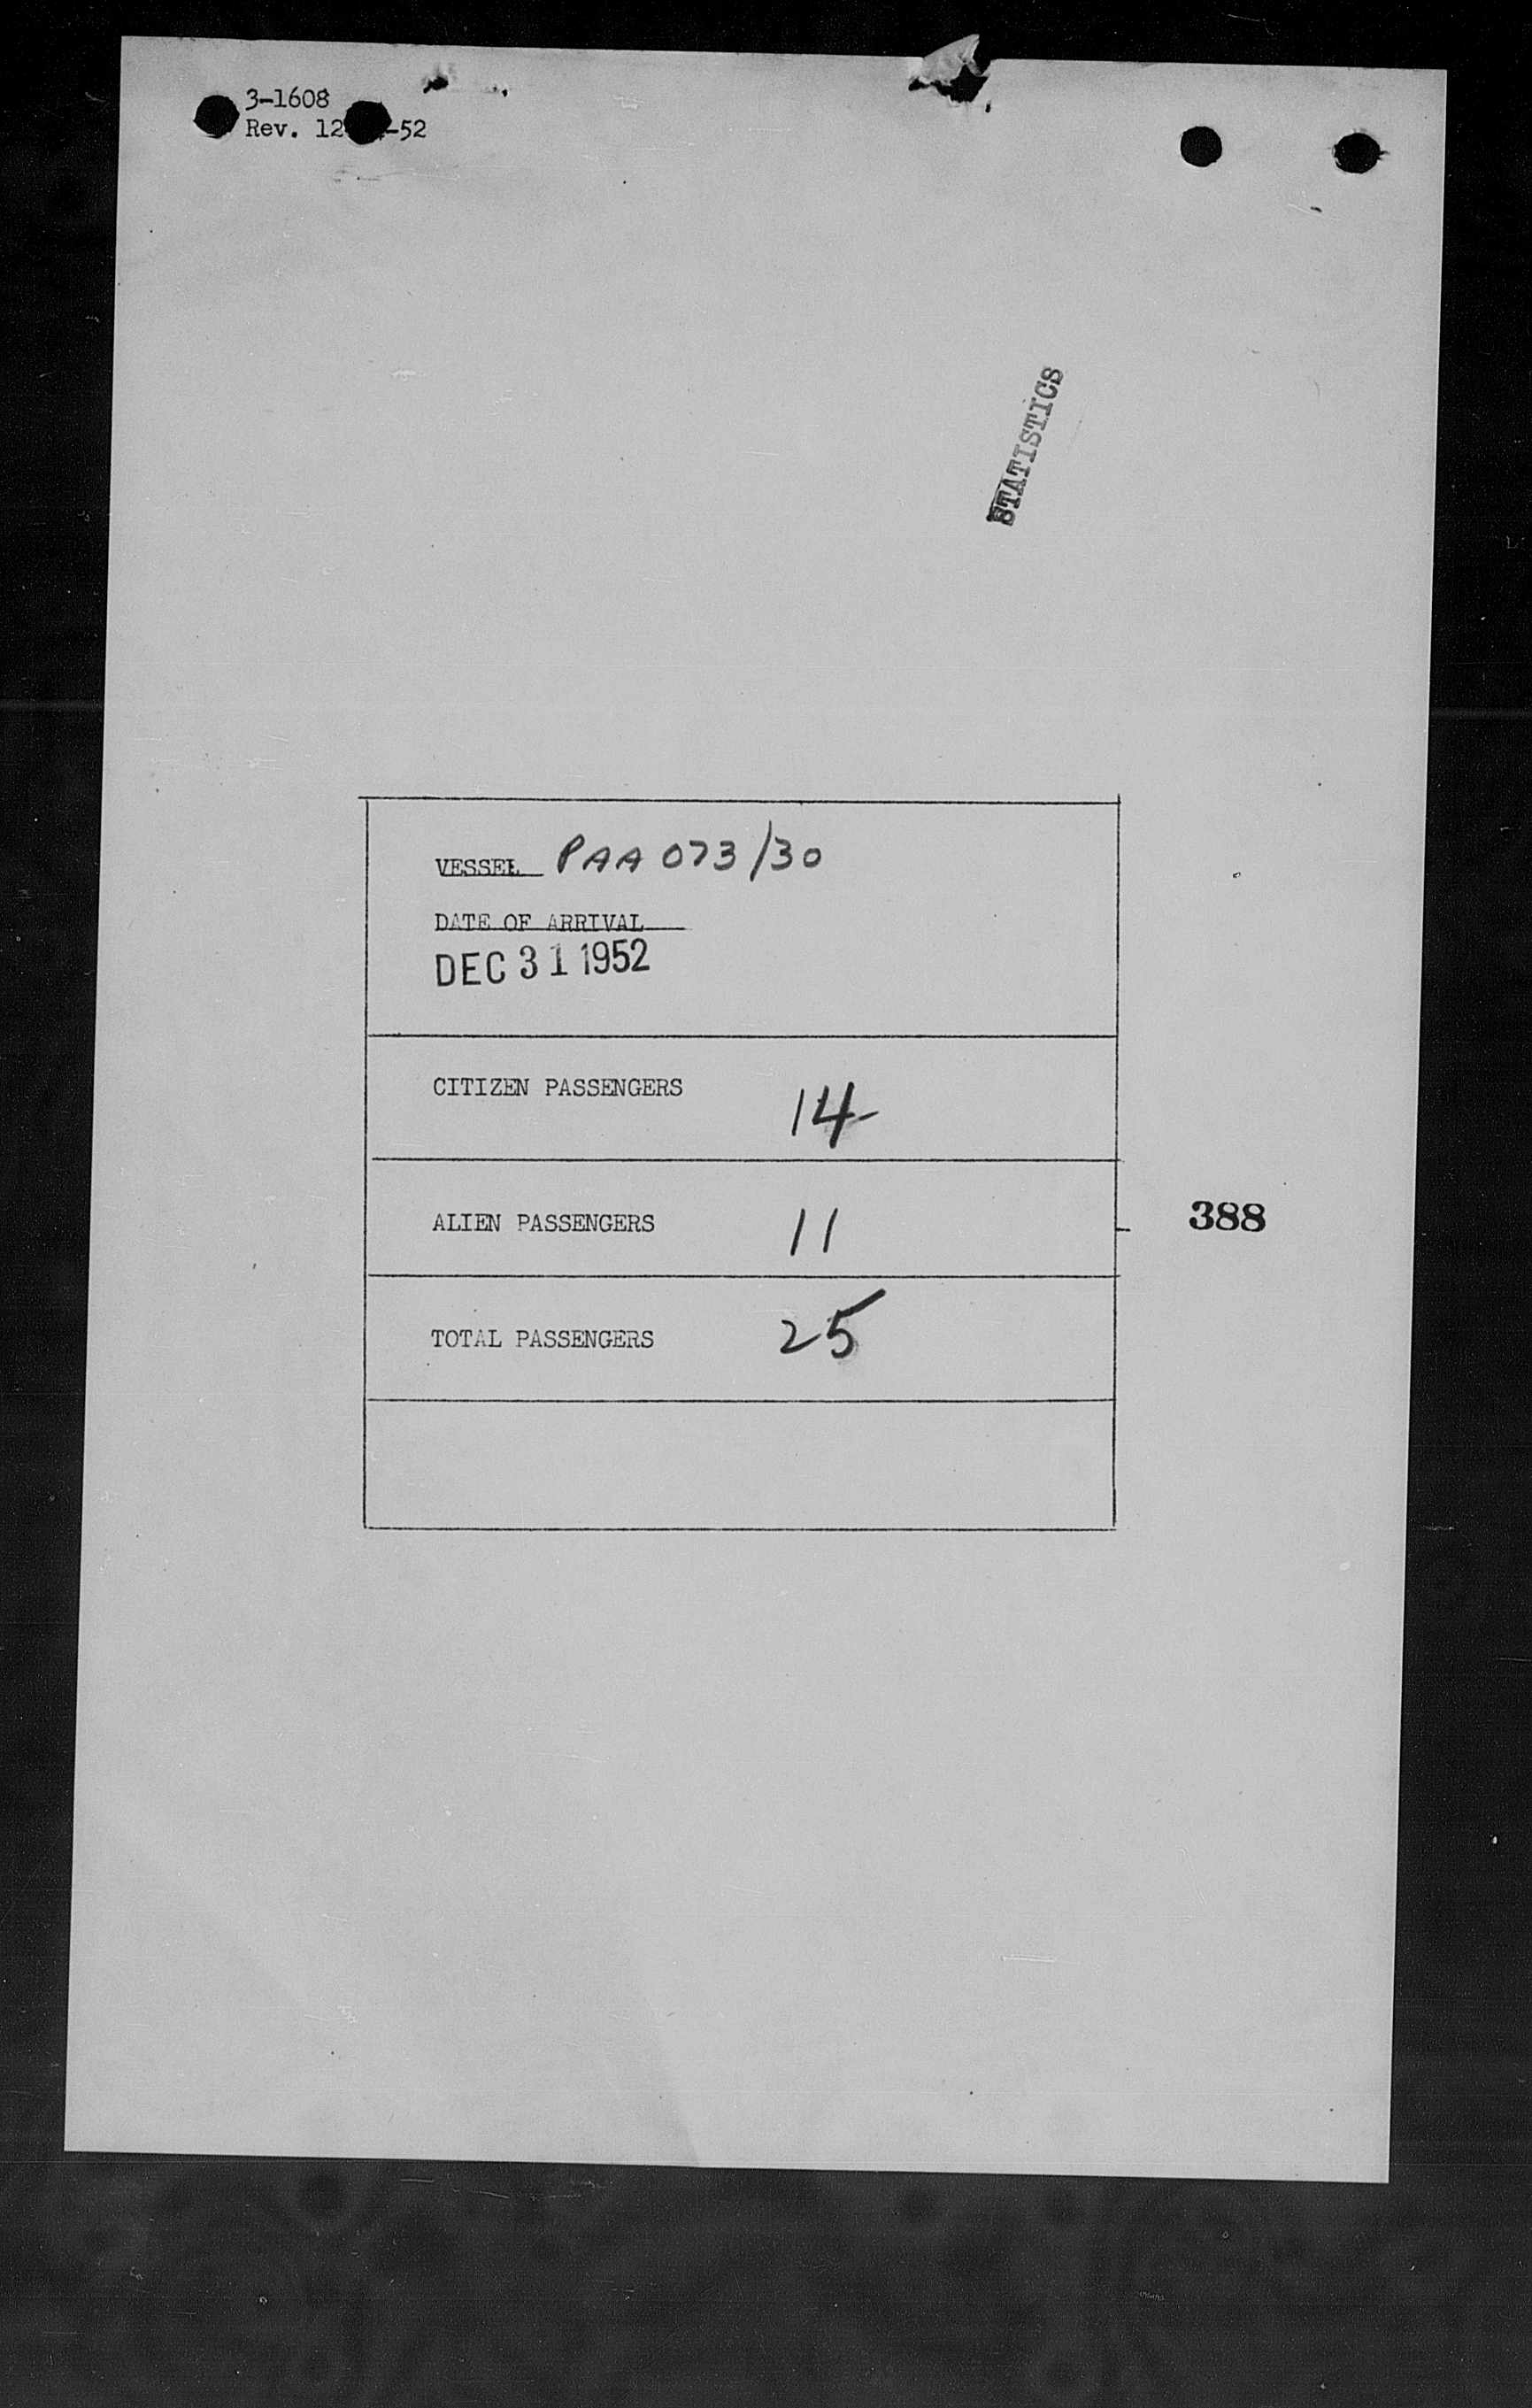 3-1608
Rev. 12 -52
STATISTICS
VESSEL PAA 073/30
DATE OF ARRIVAL
DEC 31 1952
CITIZEN PASSENGERS 14
ALIEN PASSENGERS 11
388
TOTAL PASSENGERS 25